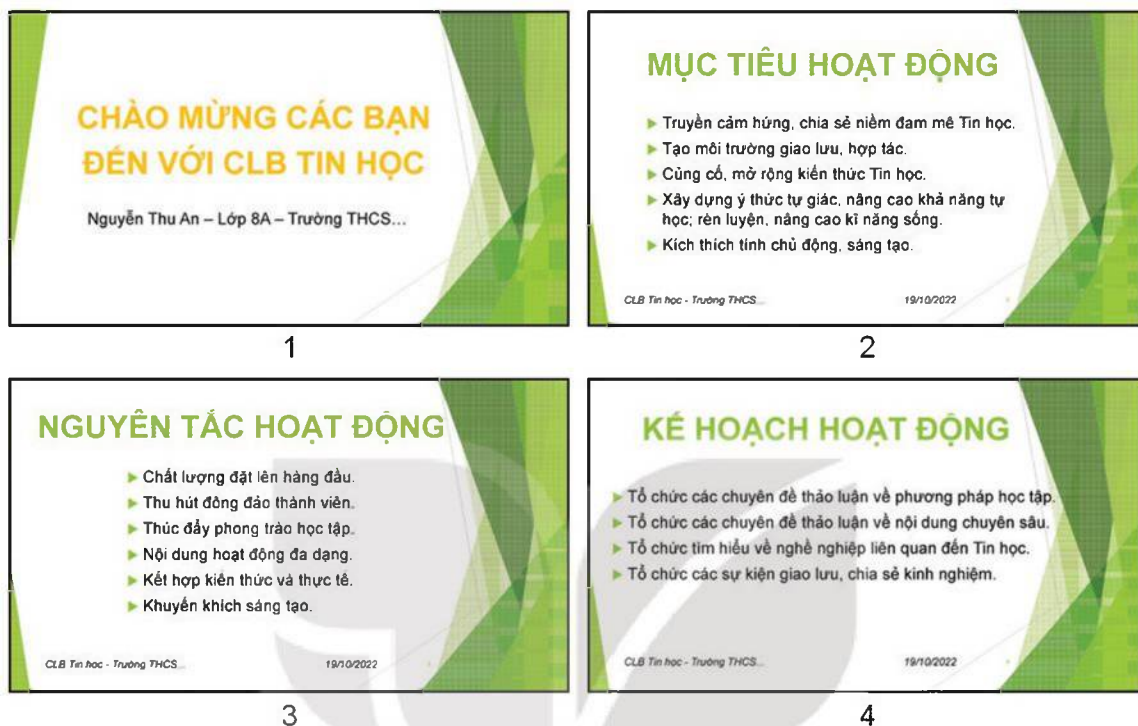 CHÀO MỪNG CÁC BẠN
ĐẾN VỚI CLB TIN HỌC
Nguyễn Thu An – Lớp 8A – Trường THCS...
1
MỤC TIÊU HOẠT ĐỘNG
Truyền cảm hứng, chia sẻ niềm đam mê Tin học.
Tạo môi trường giao lưu, hợp tác.
Củng cố, mở rộng kiến thức Tin học.
Xây dựng ý thức tự giác, nâng cao khả năng tự
học; rèn luyện, nâng cao kĩ năng sống.
Kích thích tính chủ động, sáng tạo.
CLB Tin học - Trường THCS...
19/10/2022
2
NGUYÊN TẮC HOẠT ĐỘNG
Chất lượng đặt lên hàng đầu.
Thu hút đông đảo thành viên.
Thúc đẩy phong trào học tập.
Nội dung hoạt động đa dạng.
Kết hợp kiến thức và thực tế.
Khuyến khích sáng tạo.
CLB Tin học - Trường THCS...
19/10/2022
3
KẾ HOẠCH HOẠT ĐỘNG
Tổ chức các chuyên đề thảo luận về phương pháp học tập.
Tổ chức các chuyên đề thảo luận về nội dung chuyên sâu.
Tổ chức tìm hiểu về nghề nghiệp liên quan đến Tin học.
Tổ chức các sự kiện giao lưu, chia sẻ kinh nghiệm.
CLB Tin học - Trường THCS...
19/10/2022
4